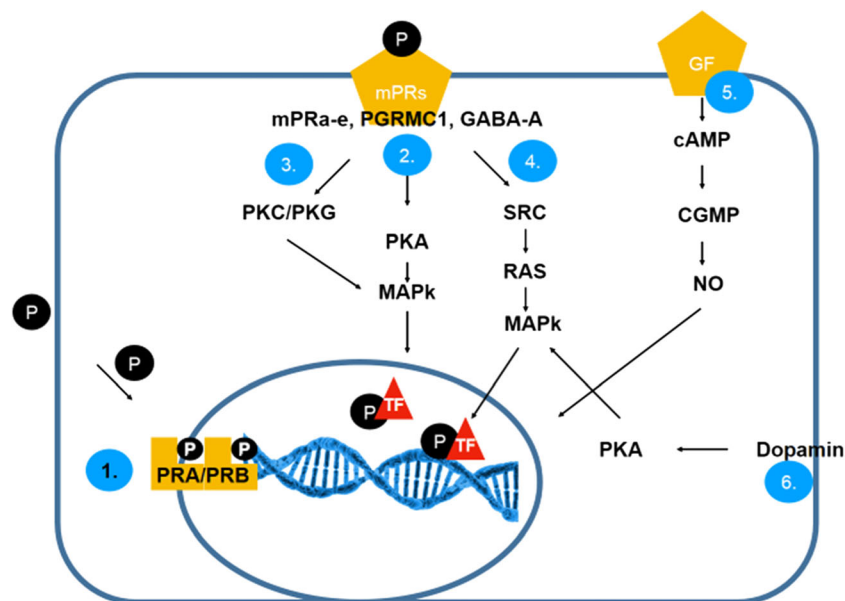 P
GF
mPRs
5.
mPRa-e, PGRMC1, GABA-A
cAMP
3.
2.
4.
PKC/PKG
SRC
CGMP
PKA
RAS
NO
MAPk
P
MAPk
P
P
TF
P
TF
P
P
PKA
Dopamin
1.
PRA/PRB
6.